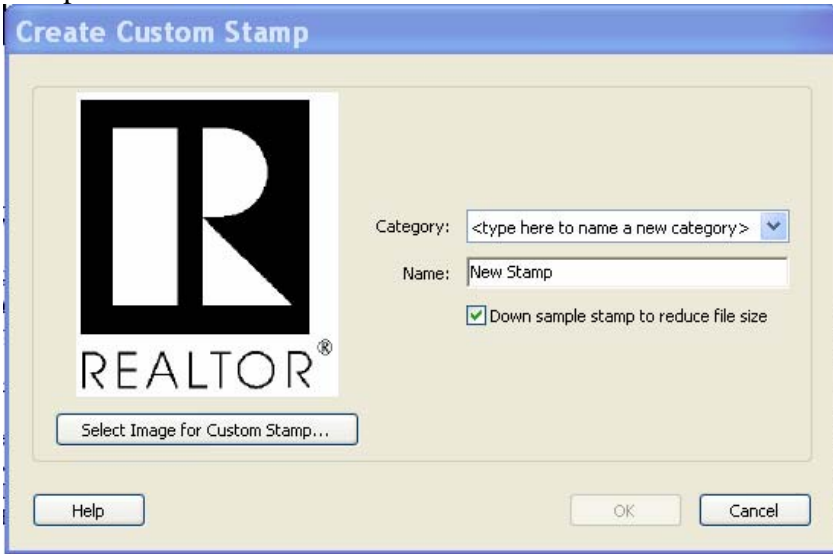 Create Custom Stamp
R
REALTOR®
Category: <type here to name a new category>
Name: New Stamp
Down sample stamp to reduce file size
Select Image for Custom Stamp...
Help OK Cancel